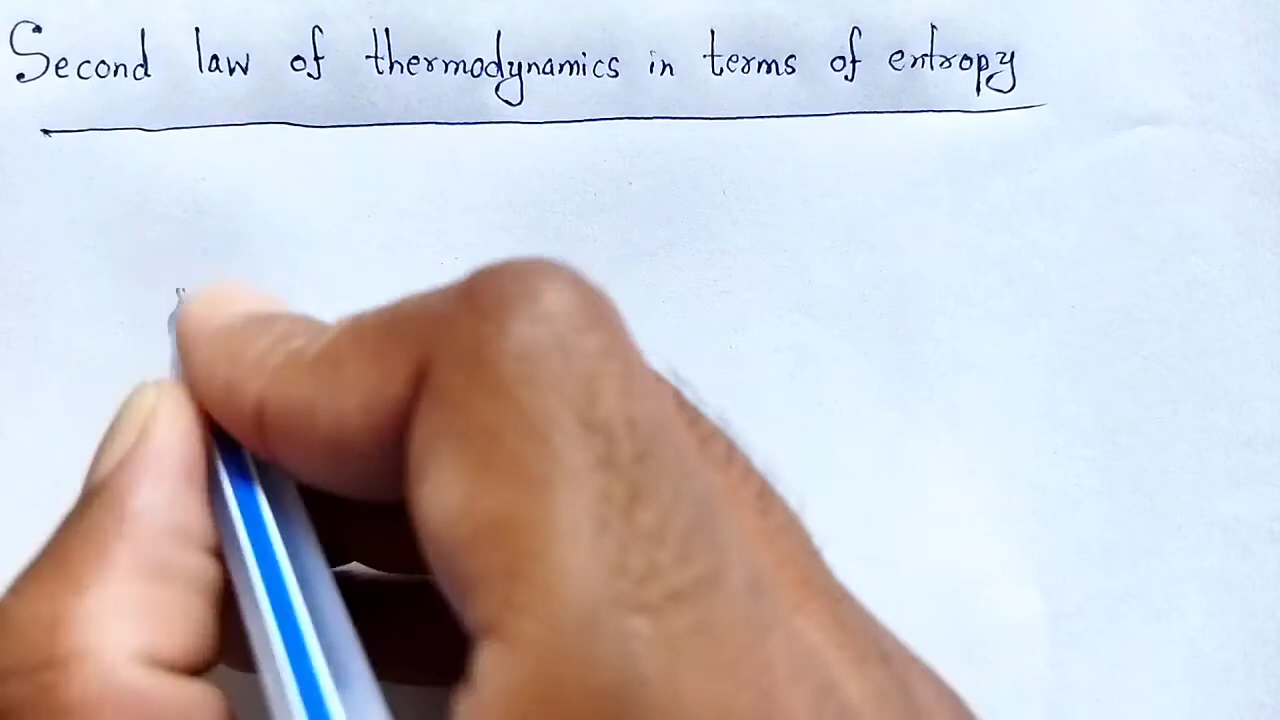 Second law of thermodynamics in terms of entropy